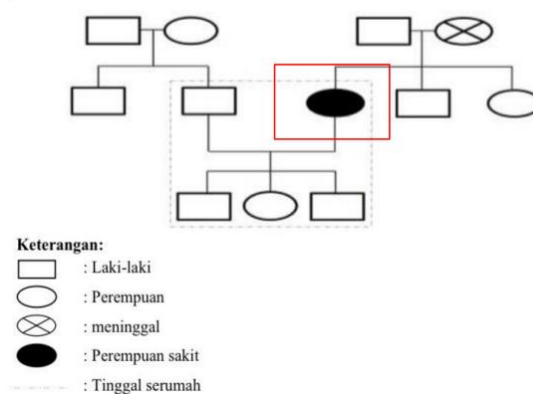 Keterangan:
: Laki-laki
: Perempuan
: meninggal
: Perempuan sakit
: Tinggal serumah